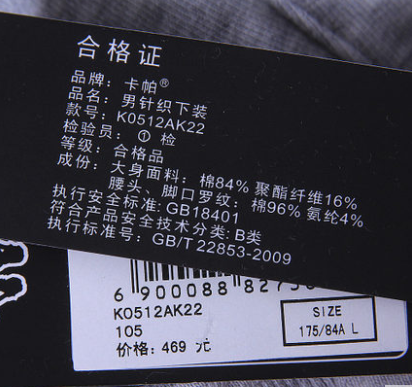 合格证
品牌: 卡帕®
品名: 男针织下装
款号: K0512AK22
检验员: ① 检
等级: 合格品
成份: 大身面料: 棉84% 聚酯纤维16%
腰头、脚口罗纹: 棉96% 氨纶4%
执行安全标准: GB18401
符合产品安全技术分类: B类
执行标准号: GB/T 22853-2009
6 900088 8273
K0512AK22
105
价格: 469 元
SIZE
175/84A L